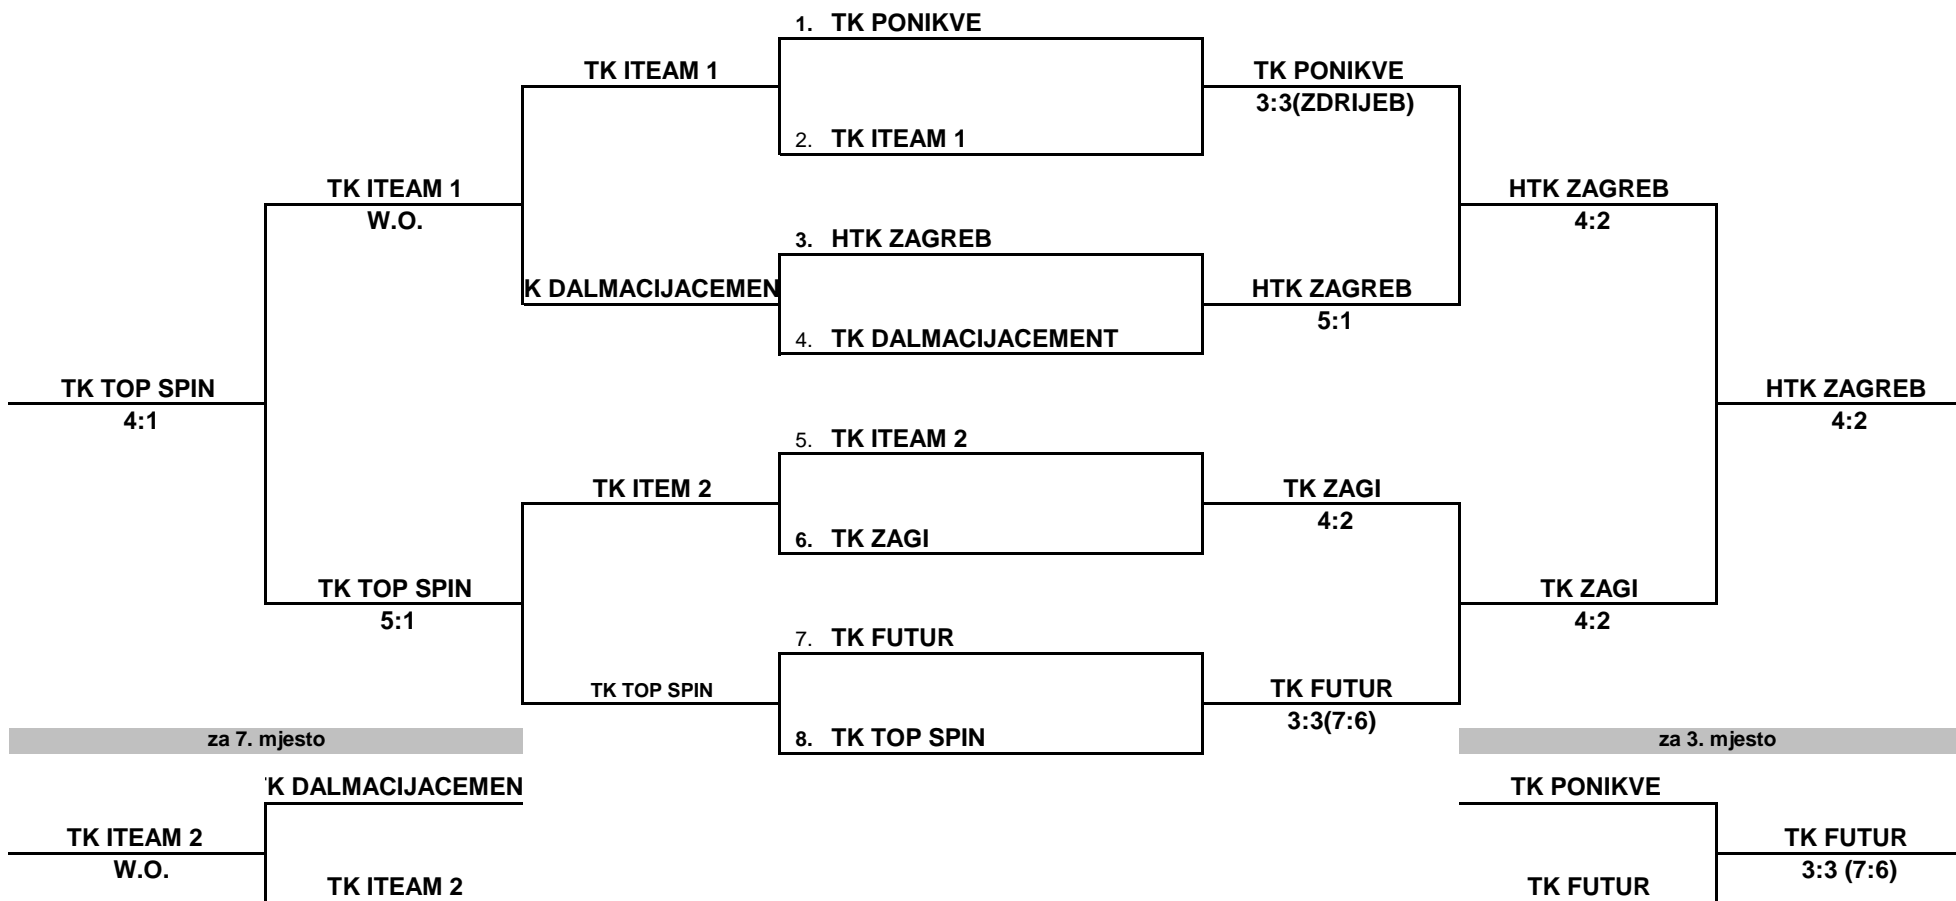 1. TK PONIKVE
TK ITEAM 1
TK PONIKVE
3:3(ZDRIJEB)
2. TK ITEAM 1
TK ITEAM 1
HTK ZAGREB
W.O.
4:2
3. HTK ZAGREB
K DALMACIJACEMEN
HTK ZAGREB
5:1
4. TK DALMACIJACEMENT
TK TOP SPIN
HTK ZAGREB
4:1
4:2
5. TK ITEAM 2
TK ITEM 2
TK ZAGI
4:2
6. TK ZAGI
TK TOP SPIN
TK ZAGI
5:1
4:2
7. TK FUTUR
TK TOP SPIN
TK FUTUR
3:3(7:6)
8. TK TOP SPIN
za 7. mjesto
za 3. mjesto
K DALMACIJACEMEN
TK PONIKVE
TK ITEAM 2
TK FUTUR
W.O.
3:3 (7:6)
TK ITEAM 2
TK FUTUR